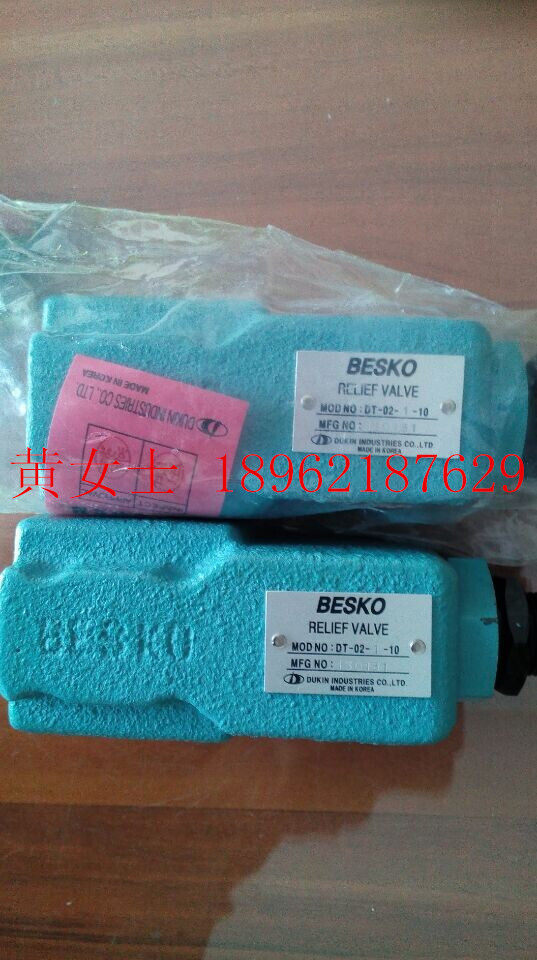 BESKO
RELIEF VALVE
MOD NO : DT-02- -10
MFG NO :
DUKIN INDUSTRIES CO.,LTD
MADE IN KOREA
DUKIN INDUSTRIES CO., LTD
MADE IN KOREA
黄女士 18962187629
BESKO
BESKO
RELIEF VALVE
MOD NO : DT-02- -10
MFG NO :
DUKIN INDUSTRIES CO.,LTD.
MADE IN KOREA